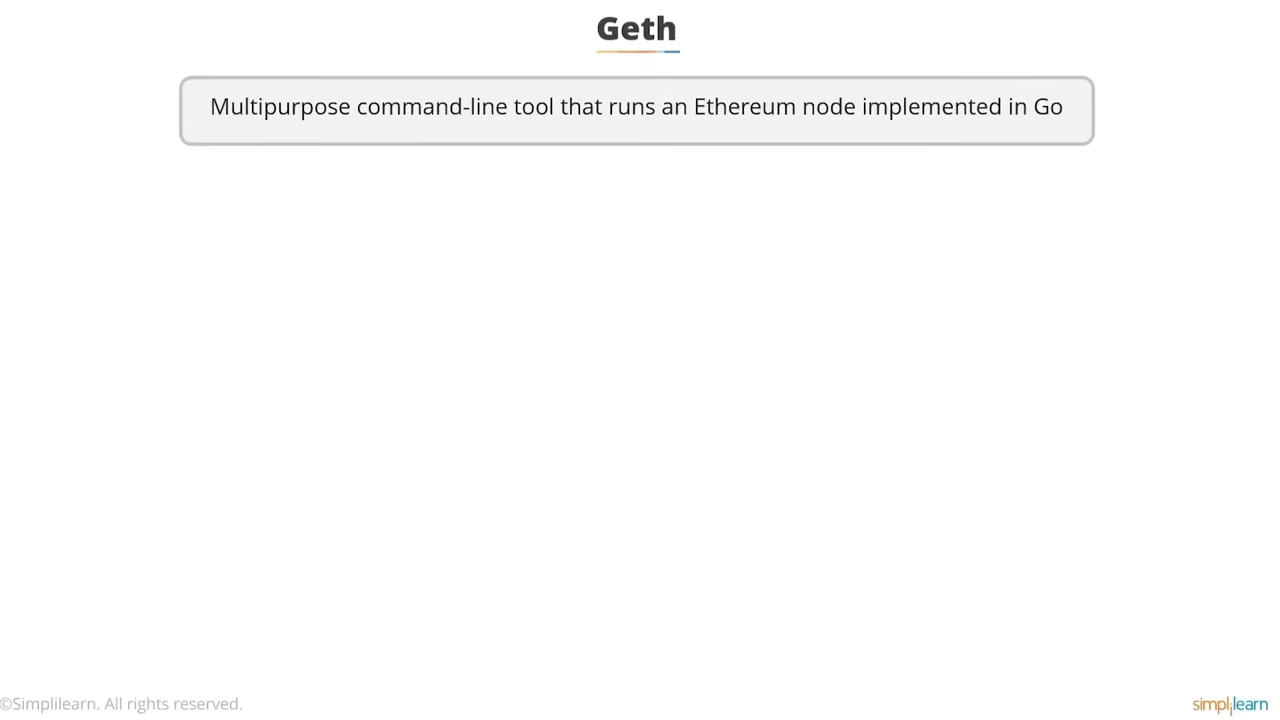 Geth
Multipurpose command-line tool that runs an Ethereum node implemented in Go
©Simplilearn. All rights reserved.
simplilearn